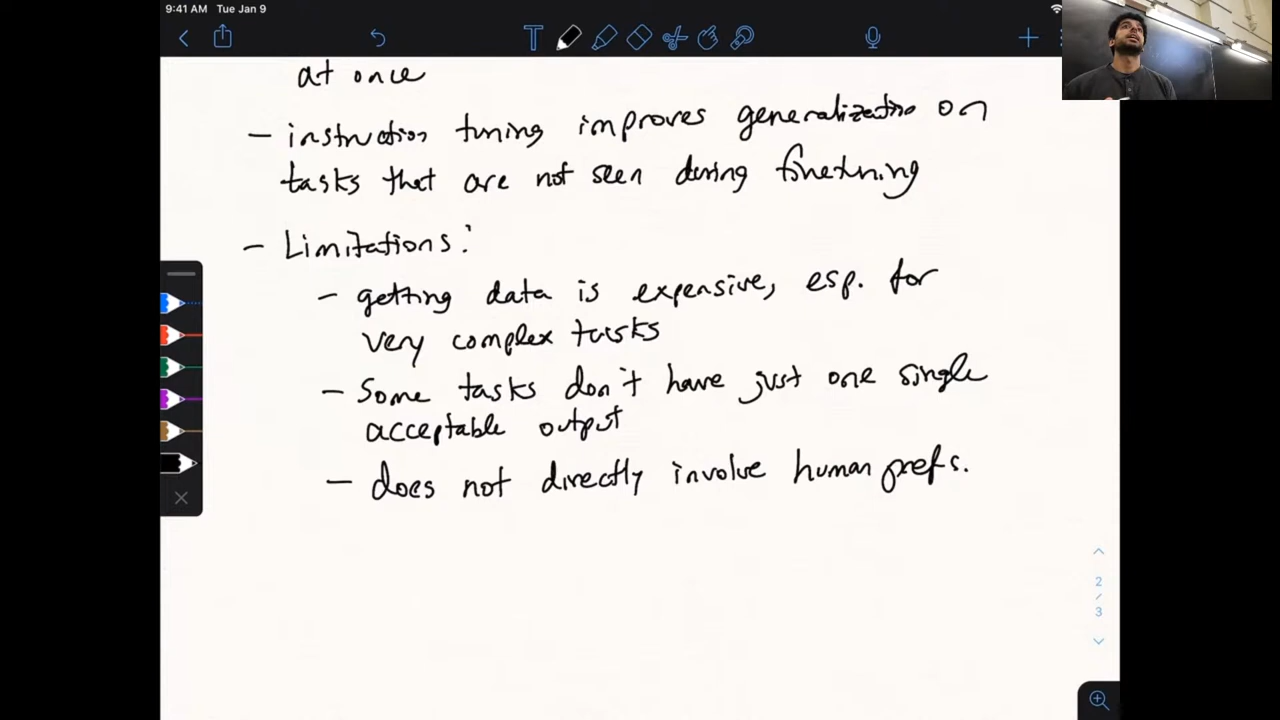 9:41 AM Tue Jan 9
at once
- instruction tuning improves generalization on
tasks that are not seen during finetuning
- Limitations:
- getting data is expensive, esp. for
very complex tasks
- Some tasks don't have just one single
acceptable output
- does not directly involve human prefs.
2
/
3